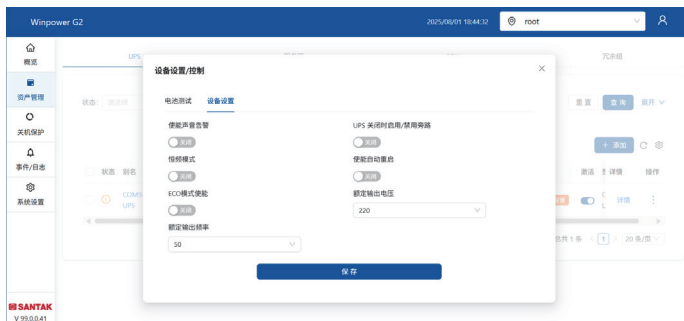 Winpower G2
2025/08/01 18:44:32
root
概览
资产管理
关机保护
事件/日志
系统设置
UPS
冗余组
状态:
重置
查询
展开
+ 添加
状态 别名
激活
详情
操作
COM3-
UPS
详情
总共 1 条
1
20 条/页
设备设置/控制
电池测试
设备设置
使能声音告警
关闭
UPS 关闭时启用/禁用旁路
关闭
恒频模式
关闭
使能自动重启
关闭
ECO模式使能
关闭
额定输出电压
220
额定输出频率
50
保存
SANTAK
V 99.0.0.41